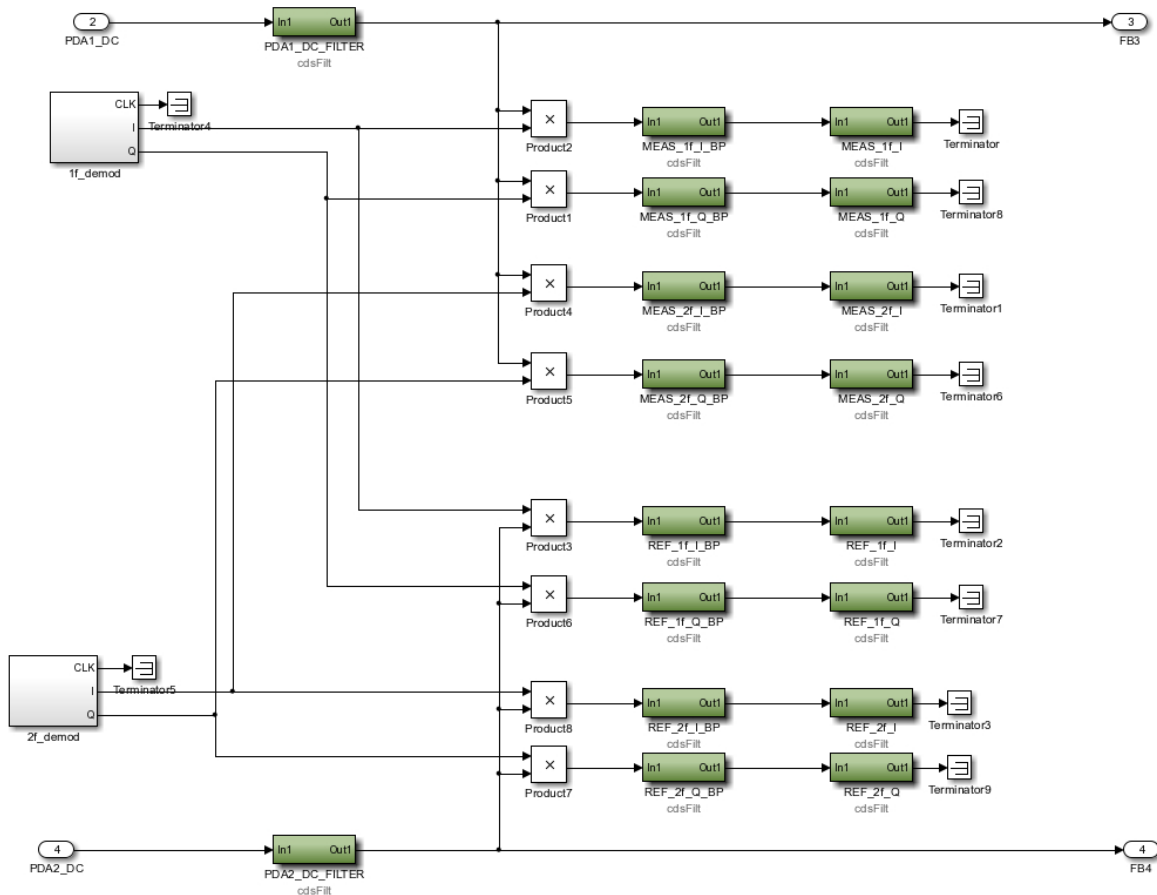 2
PDA1_DC
In1 Out1
PDA1_DC_FILTER
cdsFilt
3
FB3
CLK
I
Q
1f_demod
Terminator4
×
Product2
In1 Out1
MEAS_1f_I_BP
cdsFilt
In1 Out1
MEAS_1f_I
cdsFilt
Terminator
×
Product1
In1 Out1
MEAS_1f_Q_BP
cdsFilt
In1 Out1
MEAS_1f_Q
cdsFilt
Terminator8
×
Product4
In1 Out1
MEAS_2f_I_BP
cdsFilt
In1 Out1
MEAS_2f_I
cdsFilt
Terminator1
×
Product5
In1 Out1
MEAS_2f_Q_BP
cdsFilt
In1 Out1
MEAS_2f_Q
cdsFilt
Terminator6
×
Product3
In1 Out1
REF_1f_I_BP
cdsFilt
In1 Out1
REF_1f_I
cdsFilt
Terminator2
×
Product6
In1 Out1
REF_1f_Q_BP
cdsFilt
In1 Out1
REF_1f_Q
cdsFilt
Terminator7
CLK
I
Q
2f_demod
Terminator5
×
Product8
In1 Out1
REF_2f_I_BP
cdsFilt
In1 Out1
REF_2f_I
cdsFilt
Terminator3
×
Product7
In1 Out1
REF_2f_Q_BP
cdsFilt
In1 Out1
REF_2f_Q
cdsFilt
Terminator9
4
PDA2_DC
In1 Out1
PDA2_DC_FILTER
cdsFilt
4
FB4